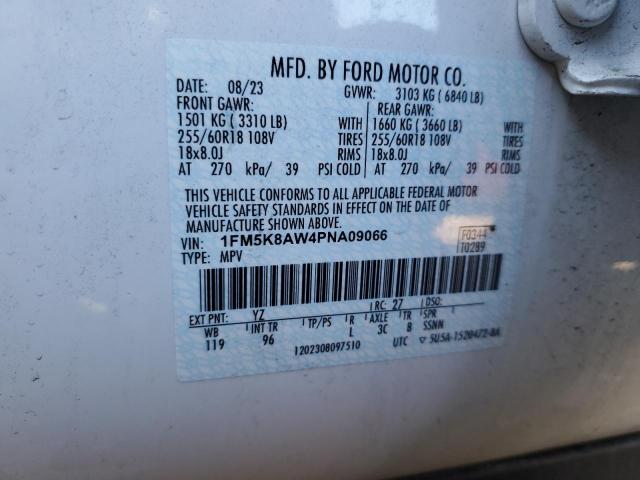 MFD. BY FORD MOTOR CO.
DATE: 08/23 GVWR: 3103 KG ( 6840 LB)
FRONT GAWR: REAR GAWR:
1501 KG ( 3310 LB) WITH 1660 KG ( 3660 LB) WITH
255/60R18 108V TIRES 255/60R18 108V TIRES
18x8.0J RIMS 18x8.0J RIMS
AT 270 kPa/ 39 PSI COLD AT 270 kPa/ 39 PSI COLD
THIS VEHICLE CONFORMS TO ALL APPLICABLE FEDERAL MOTOR
VEHICLE SAFETY STANDARDS IN EFFECT ON THE DATE OF
MANUFACTURE SHOWN ABOVE.
VIN: 1FM5K8AW4PNA09066 F0344
TYPE: MPV T0289
EXT PNT: YZ RC: 27 DSO:
WB INT TR TP/PS R AXLE TR SPR
119 96 L 3C B SSNN
120230809751O UTC ▽ 5U5A-1520472-BA